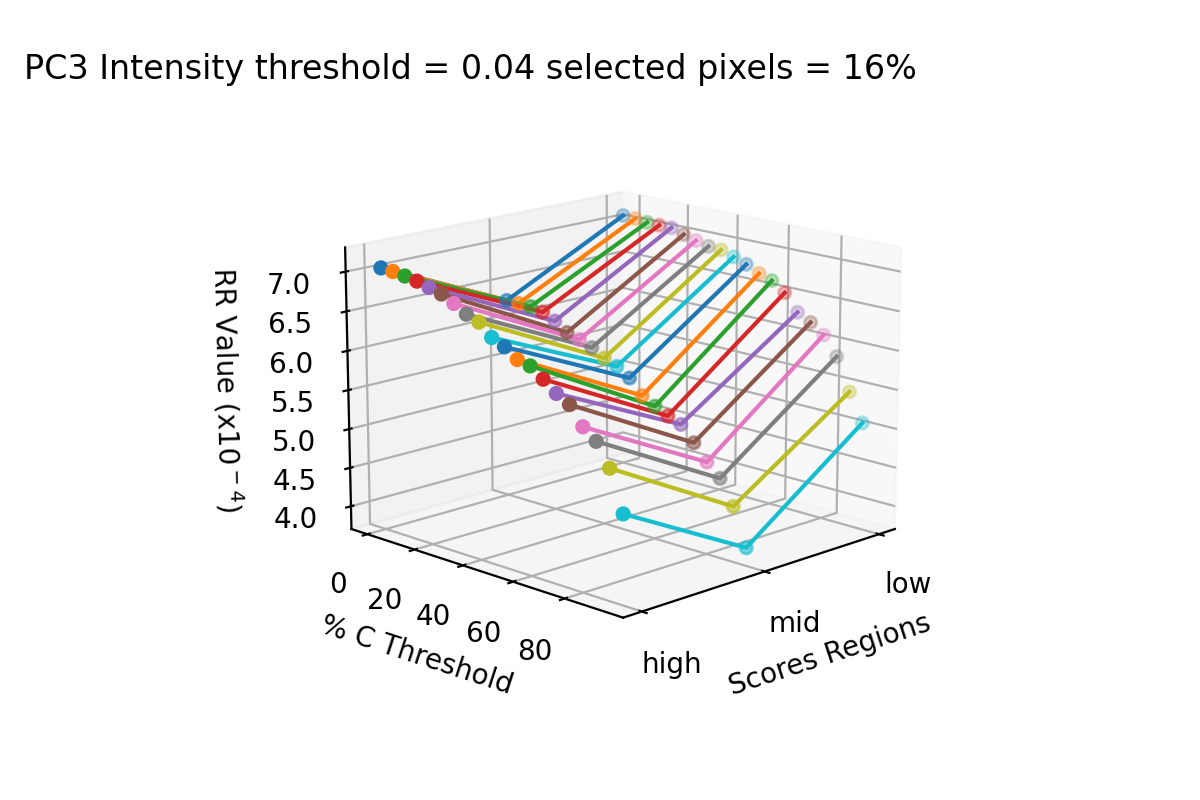 PC3 Intensity threshold = 0.04 selected pixels = 16%
RR Value (x10⁻⁴)
7.0
6.5
6.0
5.5
5.0
4.5
4.0
0
20
40
60
80
% C Threshold
high
mid
low
Scores Regions